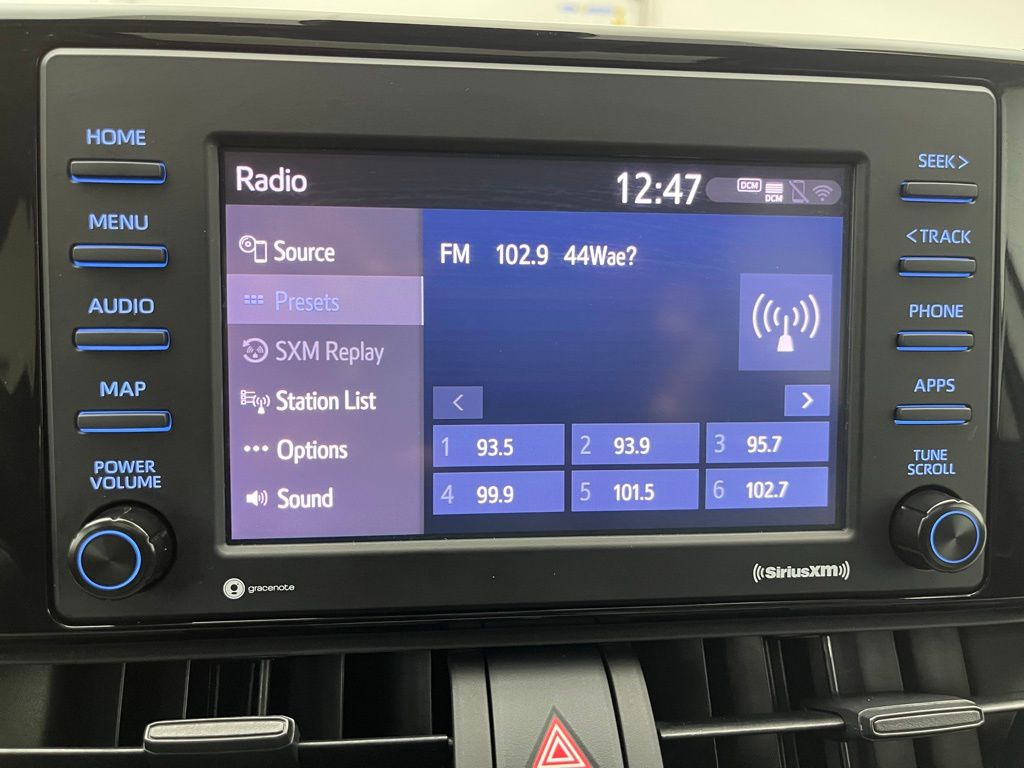 HOME
MENU
AUDIO
MAP
POWER
VOLUME
Radio
12:47
DCM
DCM
Source
Presets
SXM Replay
Station List
Options
Sound
FM 102.9 44Wae?
<
>
1 93.5
2 93.9
3 95.7
4 99.9
5 101.5
6 102.7
SEEK >
< TRACK
PHONE
APPS
TUNE
SCROLL
gracenote
((SiriusXM))